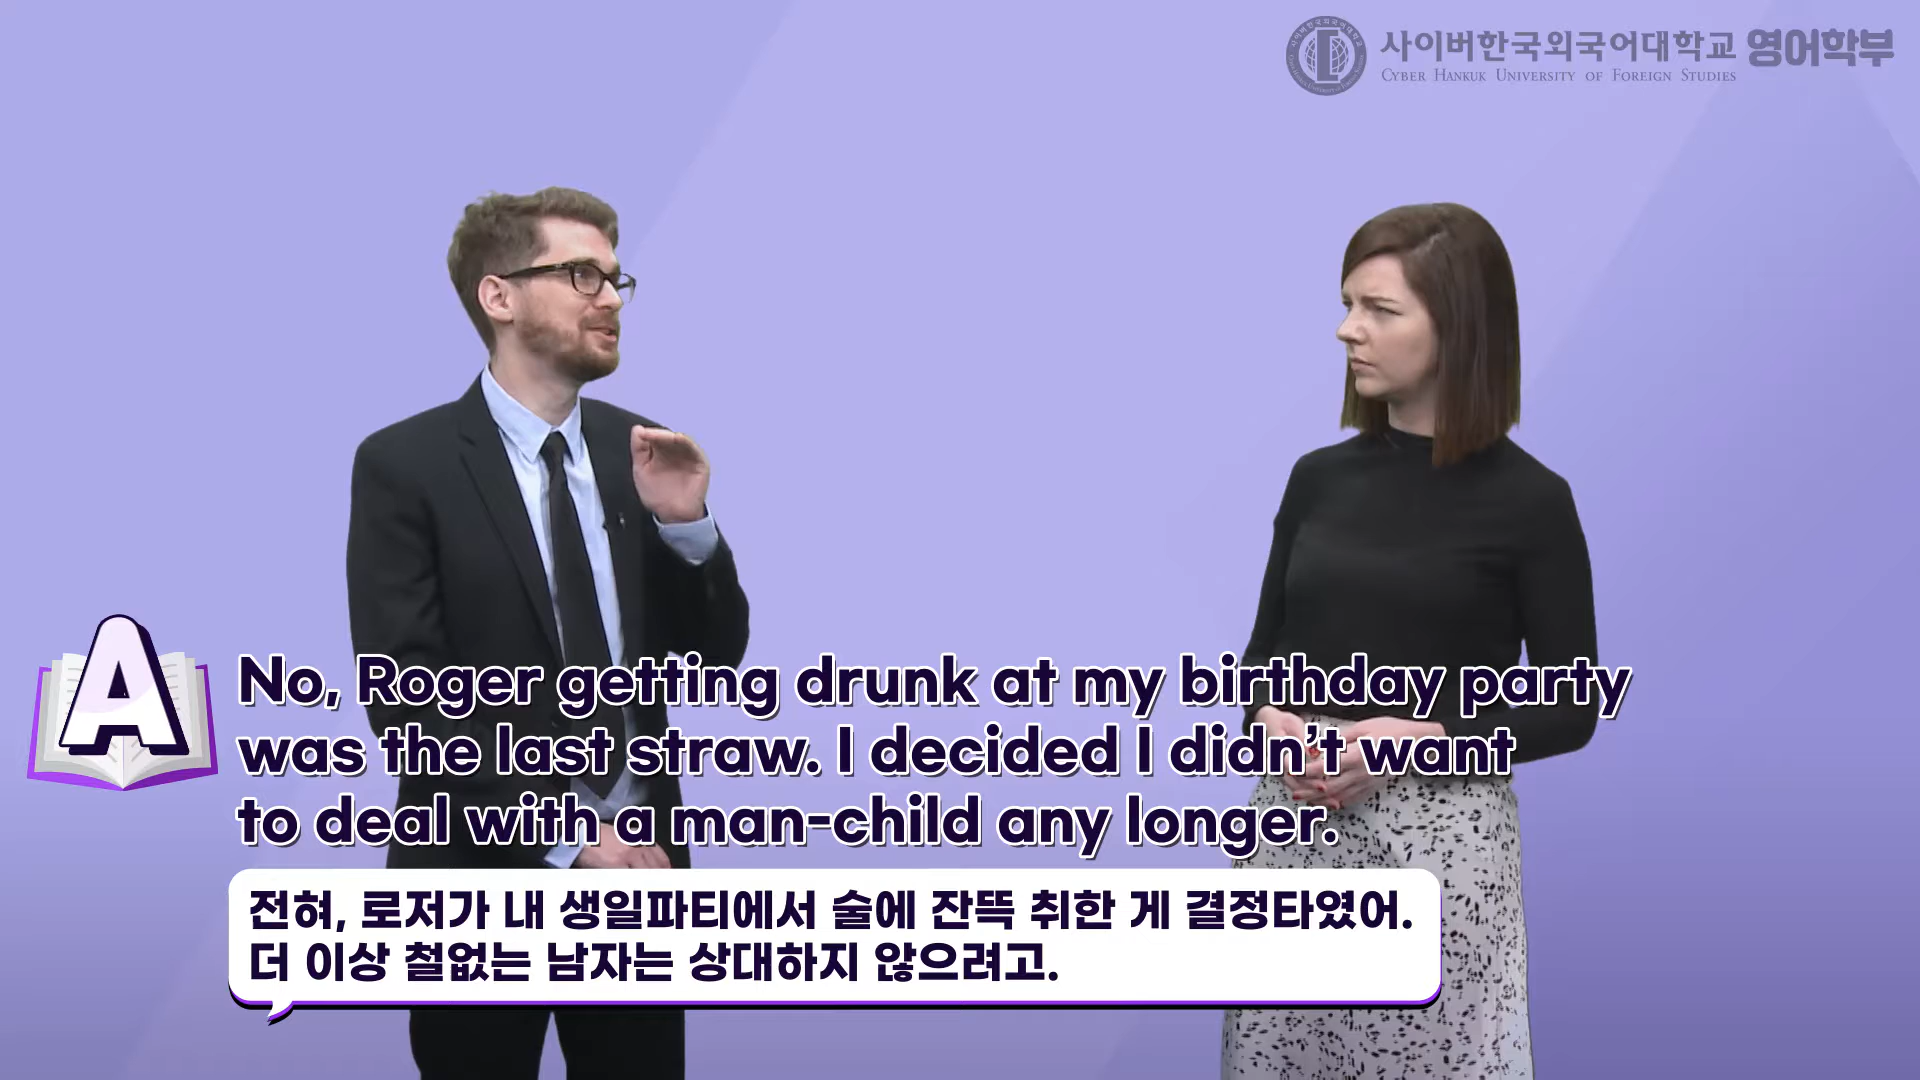 사이버한국외국어대학교 영어학부
CYBER HANKUK UNIVERSITY OF FOREIGN STUDIES
A
No, Roger getting drunk at my birthday party
was the last straw. I decided I didn’t want
to deal with a man-child any longer.
전혀, 로저가 내 생일파티에서 술에 잔뜩 취한 게 결정타였어.
더 이상 철없는 남자는 상대하지 않으려고.